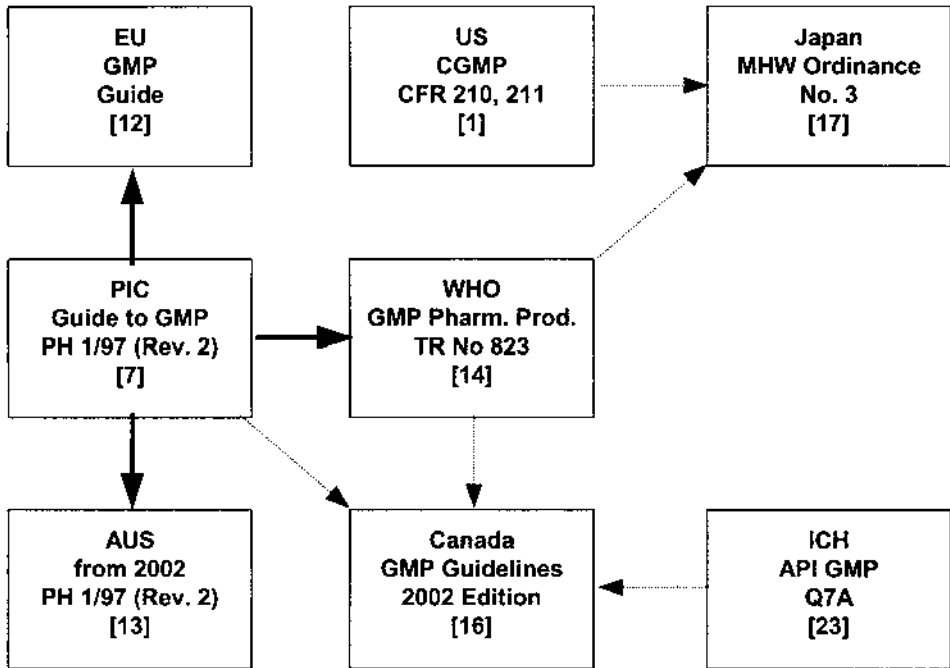 EU
GMP
Guide
[12]
US
CGMP
CFR 210, 211
[1]
Japan
MHW Ordinance
No. 3
[17]
PIC
Guide to GMP
PH 1/97 (Rev. 2)
[7]
WHO
GMP Pharm. Prod.
TR No 823
[14]
AUS
from 2002
PH 1/97 (Rev. 2)
[13]
Canada
GMP Guidelines
2002 Edition
[16]
ICH
API GMP
Q7A
[23]